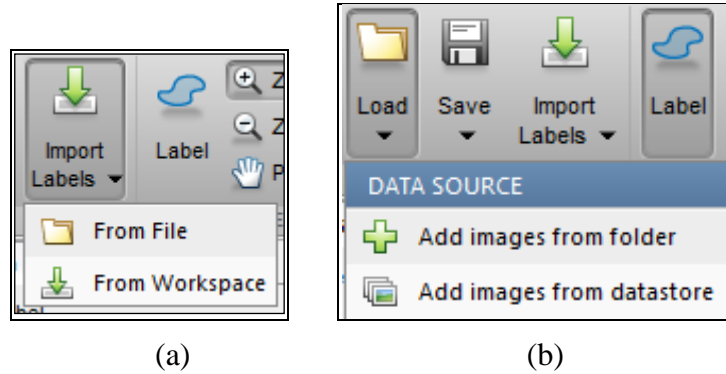 Import
Labels
Label
Z
Z
P
From File
From Workspace
Load
Save
Import
Labels
Label
DATA SOURCE
Add images from folder
Add images from datastore
(a)
(b)